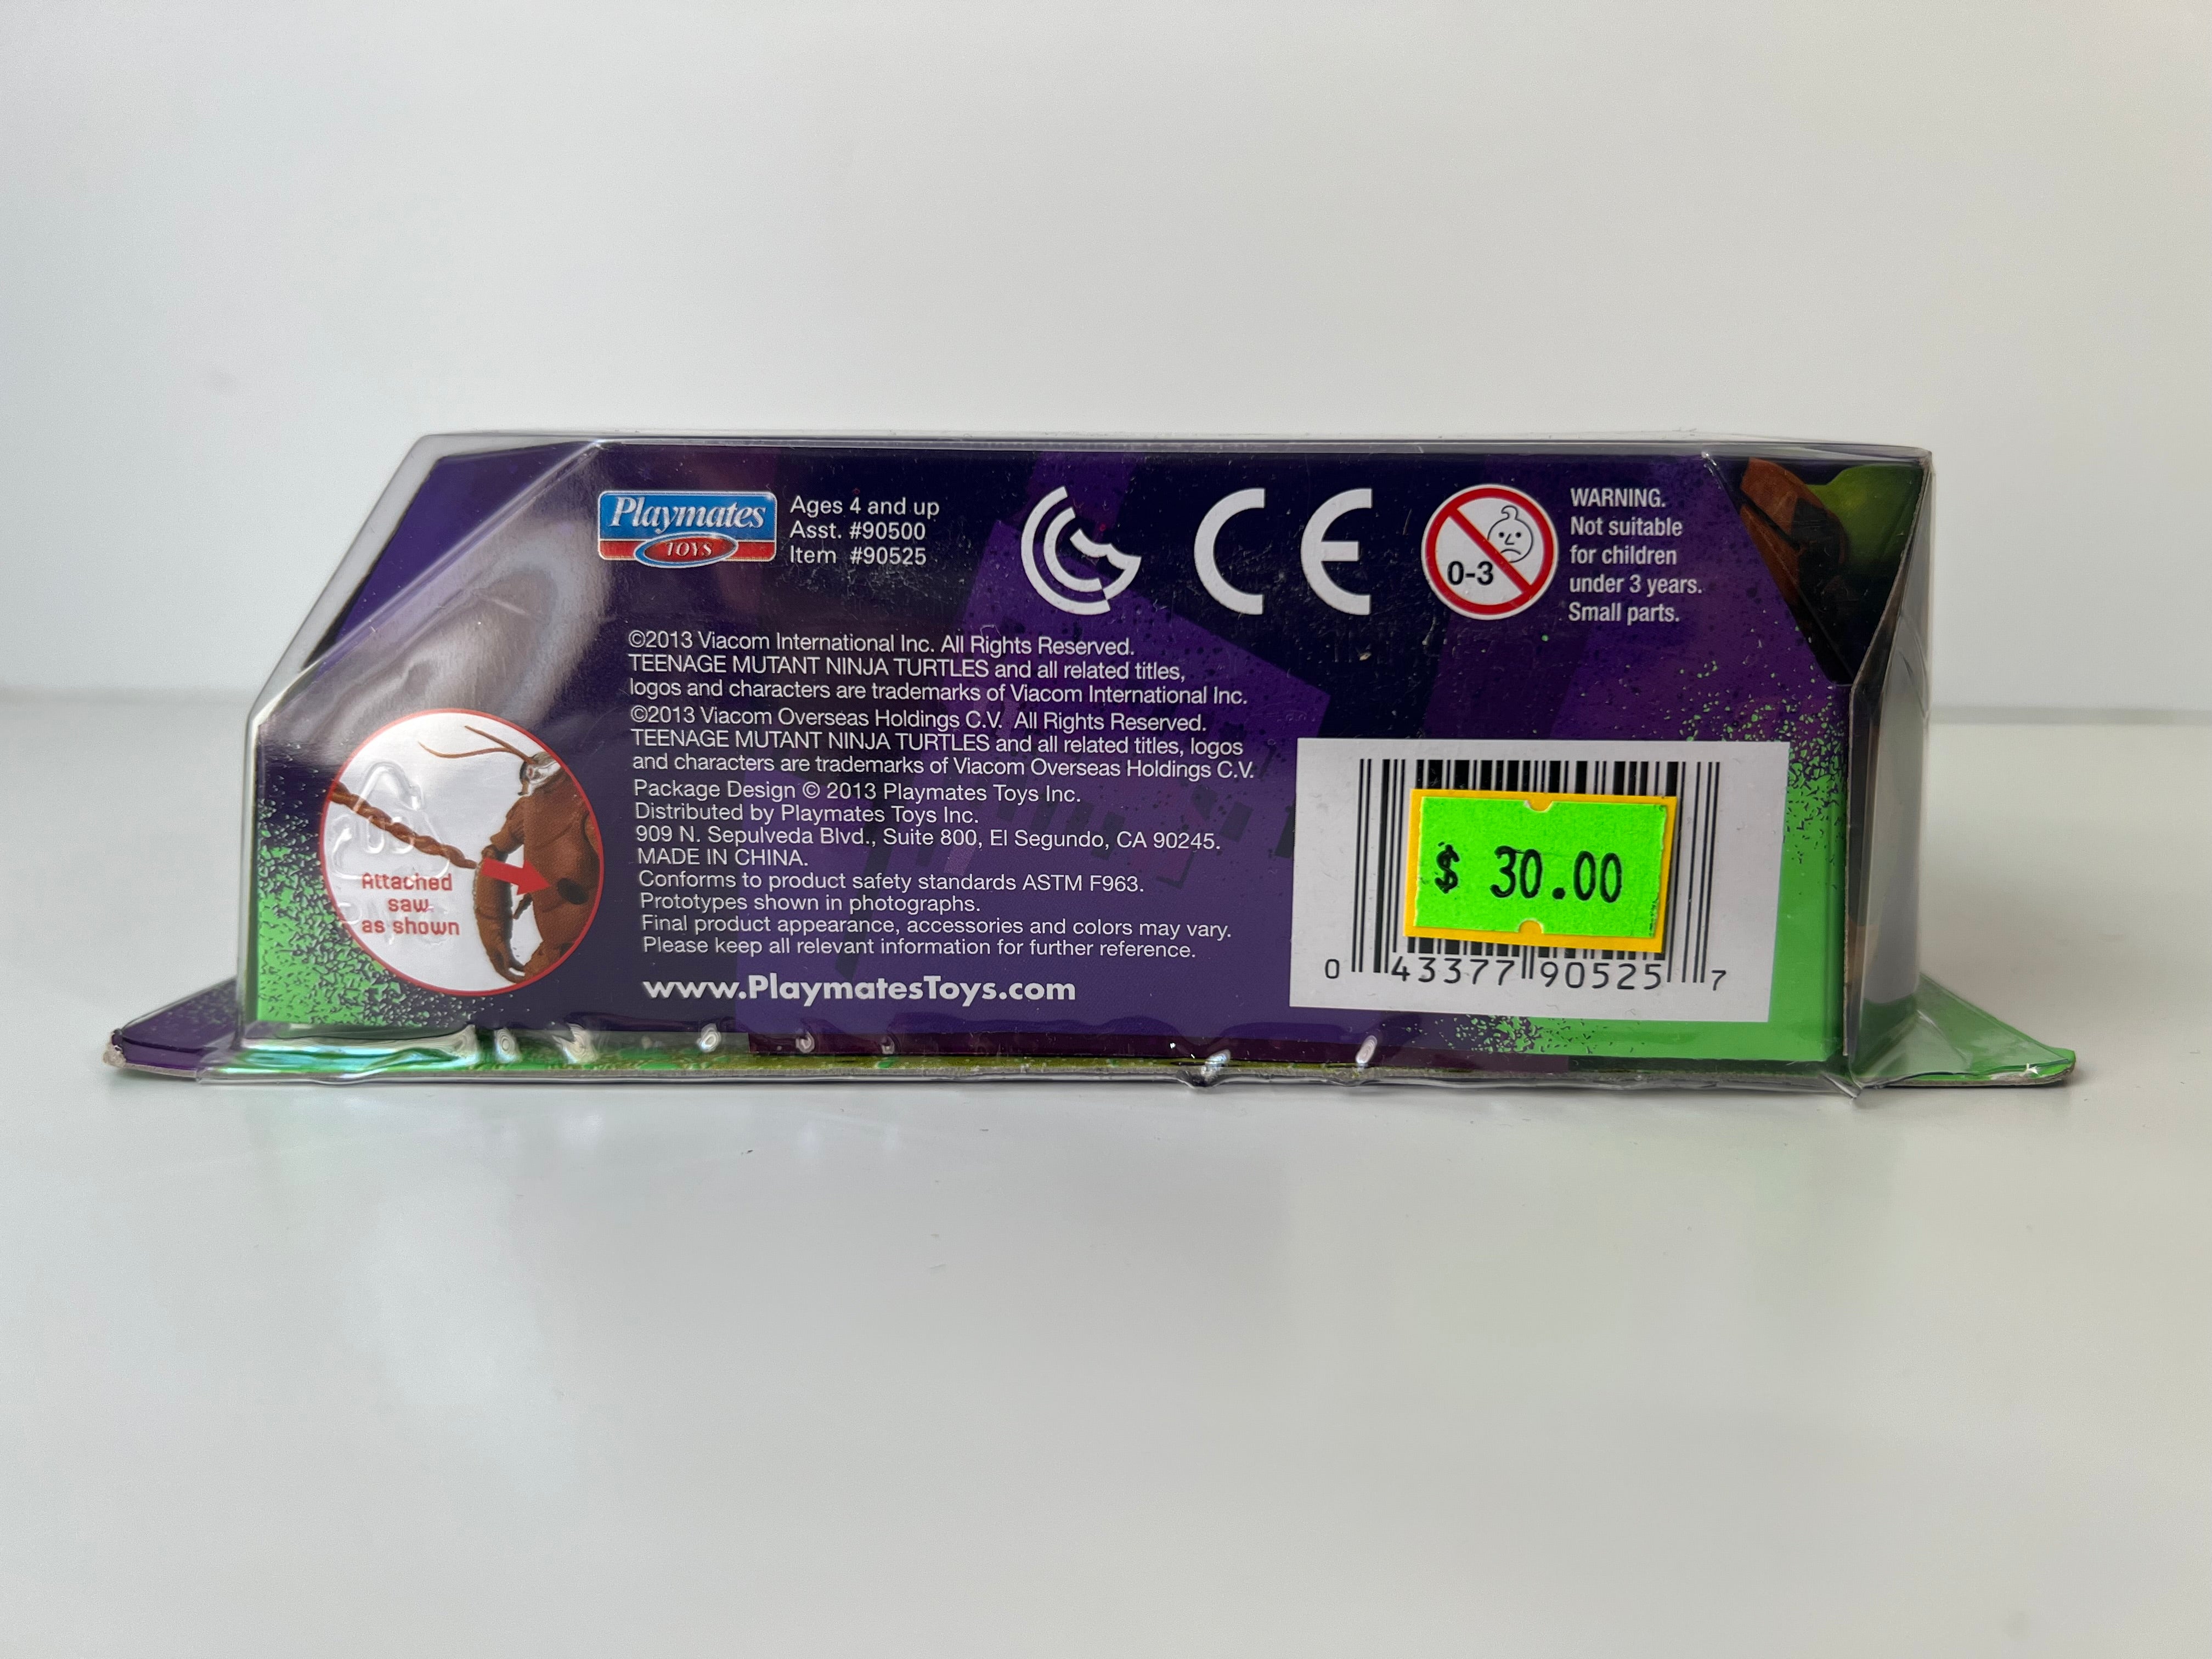 Playmates
TOYS
Ages 4 and up
Asst. #90500
Item #90525
CE
0-3
WARNING.
Not suitable
for children
under 3 years.
Small parts.
©2013 Viacom International Inc. All Rights Reserved.
TEENAGE MUTANT NINJA TURTLES and all related titles,
logos and characters are trademarks of Viacom International Inc.
©2013 Viacom Overseas Holdings C.V. All Rights Reserved.
TEENAGE MUTANT NINJA TURTLES and all related titles, logos
and characters are trademarks of Viacom Overseas Holdings C.V.
Package Design © 2013 Playmates Toys Inc.
Distributed by Playmates Toys Inc.
909 N. Sepulveda Blvd., Suite 800, El Segundo, CA 90245.
MADE IN CHINA.
Conforms to product safety standards ASTM F963.
Prototypes shown in photographs.
Final product appearance, accessories and colors may vary.
Please keep all relevant information for further reference.
www.PlaymatesToys.com
Attached
saw
as shown
$ 30.00
0 43377 90525 7